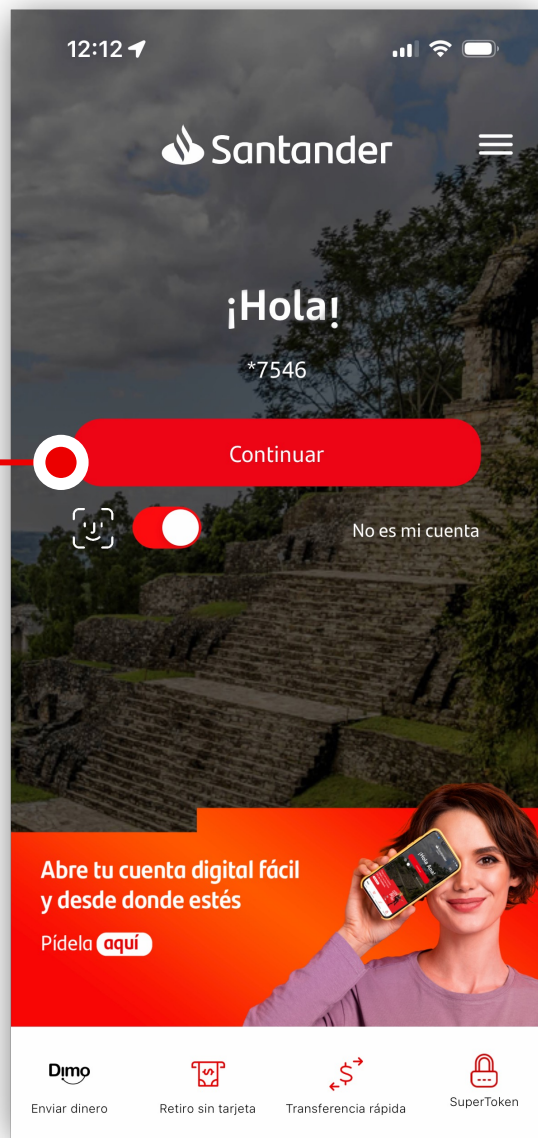 12:12
Santander
¡Hola!
*7546
Continuar
No es mi cuenta
Abre tu cuenta digital fácil
y desde donde estés
Pídela aquí
Dimo
Enviar dinero
Retiro sin tarjeta
Transferencia rápida
SuperToken